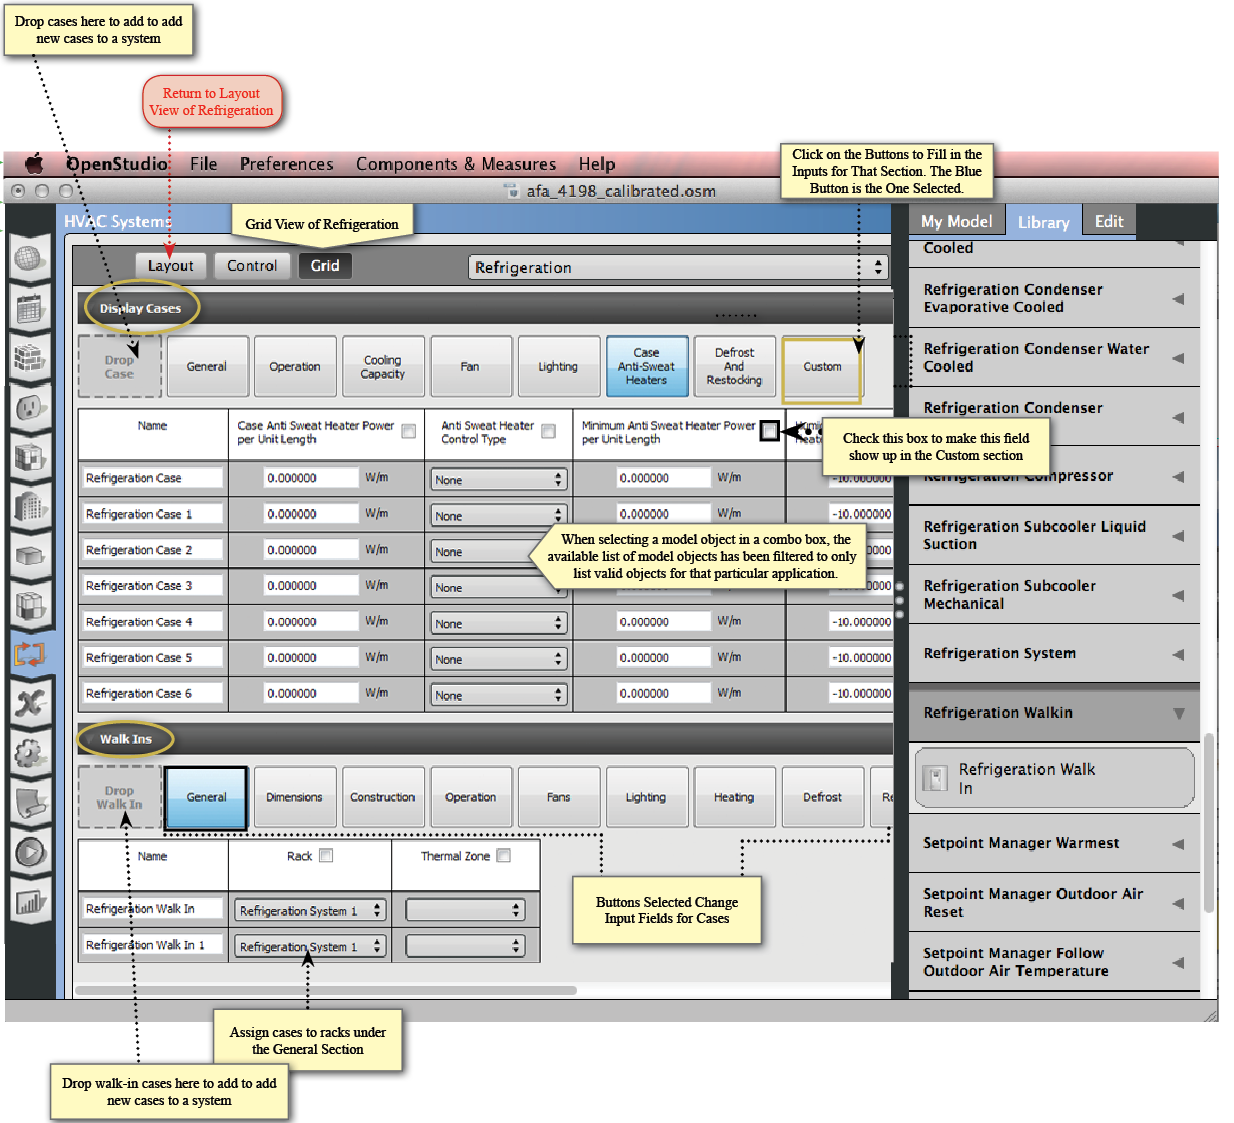 Drop cases here to add to add
new cases to a system
Return to Layout
View of Refrigeration
OpenStudio File Preferences Components & Measures Help
Click on the Buttons to Fill in the
Inputs for That Section. The Blue
Button is the One Selected.
afa_4198_calibrated.osm
HVAC Systems
Grid View of Refrigeration
My Model Library Edit
Layout Control Grid
Refrigeration
Display Cases
Drop
Case
General
Operation
Cooling
Capacity
Fan
Lighting
Case
Anti-Sweat
Heaters
Defrost
And
Restocking
Custom
Name
Case Anti Sweat Heater Power
per Unit Length
Anti Sweat Heater
Control Type
Minimum Anti Sweat Heater Power
per Unit Length
Check this box to make this field
show up in the Custom section
Refrigeration Case 0.000000 W/m None 0.000000 W/m -10.000000
Refrigeration Case 1 0.000000 W/m None 0.000000 W/m -10.000000
Refrigeration Case 2 0.000000 W/m None
When selecting a model object in a combo box, the
available list of model objects has been filtered to only
list valid objects for that particular application.
Refrigeration Case 3 0.000000 W/m None
Refrigeration Case 4 0.000000 W/m None 0.000000 W/m -10.000000
Refrigeration Case 5 0.000000 W/m None 0.000000 W/m -10.000000
Refrigeration Case 6 0.000000 W/m None 0.000000 W/m -10.000000
Walk Ins
Drop
Walk In
General
Dimensions
Construction
Operation
Fans
Lighting
Heating
Defrost
Re
Name Rack Thermal Zone
Refrigeration Walk In Refrigeration System 1
Refrigeration Walk In 1 Refrigeration System 1
Buttons Selected Change
Input Fields for Cases
Assign cases to racks under
the General Section
Drop walk-in cases here to add to add
new cases to a system
Cooled
Refrigeration Condenser
Evaporative Cooled
Refrigeration Condenser Water
Cooled
Refrigeration Condenser
Refrigeration Compressor
Refrigeration Subcooler Liquid
Suction
Refrigeration Subcooler
Mechanical
Refrigeration System
Refrigeration Walkin
Refrigeration Walk
In
Setpoint Manager Warmest
Setpoint Manager Outdoor Air
Reset
Setpoint Manager Follow
Outdoor Air Temperature